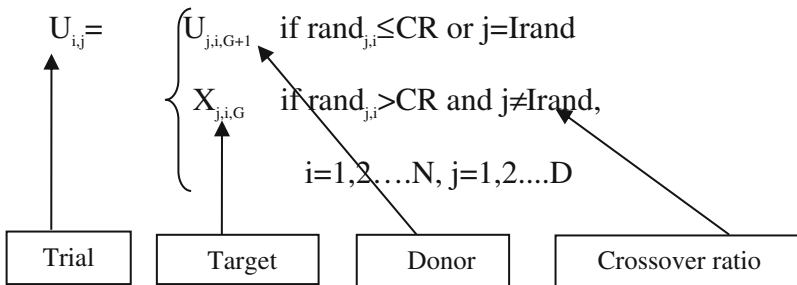 U_{i,j}= U_{j,i,G+1} if rand_{j,i}≤CR or j=Irand
X_{j,i,G} if rand_{j,i}>CR and j≠Irand,
i=1,2....N, j=1,2....D
Trial Target Donor Crossover ratio